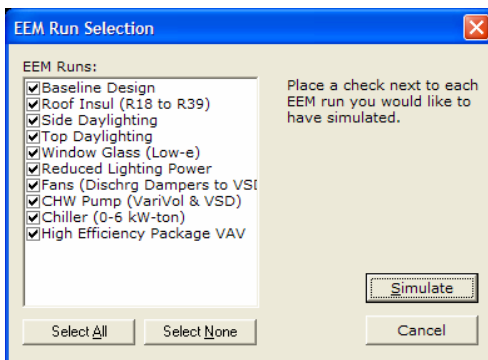 EEM Run Selection
EEM Runs:
Baseline Design
Roof Insul (R18 to R39)
Side Daylighting
Top Daylighting
Window Glass (Low-e)
Reduced Lighting Power
Fans (Dischrg Dampers to VSI
CHW Pump (VariVol & VSD)
Chiller (0-6 kW-ton)
High Efficiency Package VAV
Place a check next to each
EEM run you would like to
have simulated.
Simulate
Select All
Select None
Cancel